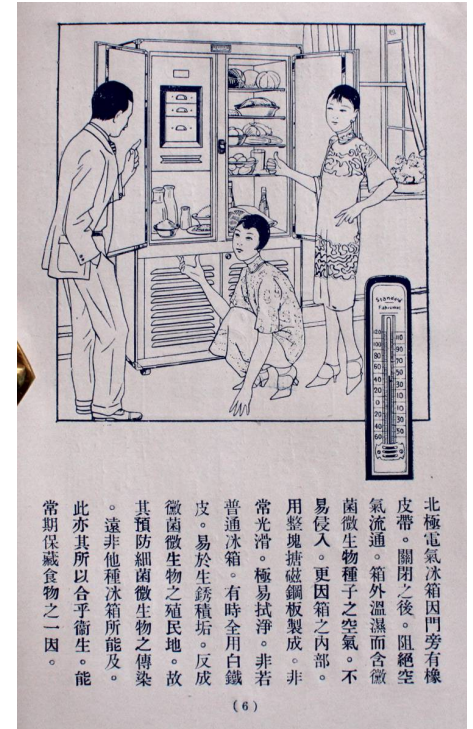 北極電氣冰箱因門旁有橡
皮帶。關閉之後。阻絕空
氣流通。箱外溫濕而含黴
菌微生物種子之空氣。不
易侵入。更因箱之內部。
用整塊搪磁鋼板製成。非
常光滑。極易拭淨。非若
普通冰箱。有時全用白鐵
皮。易於生銹積垢。反成
黴菌微生物之殖民地。故
其預防細菌微生物之傳染
。遠非他種冰箱所能及。
此亦其所以合乎衞生。能
常期保藏食物之一因。
(6)